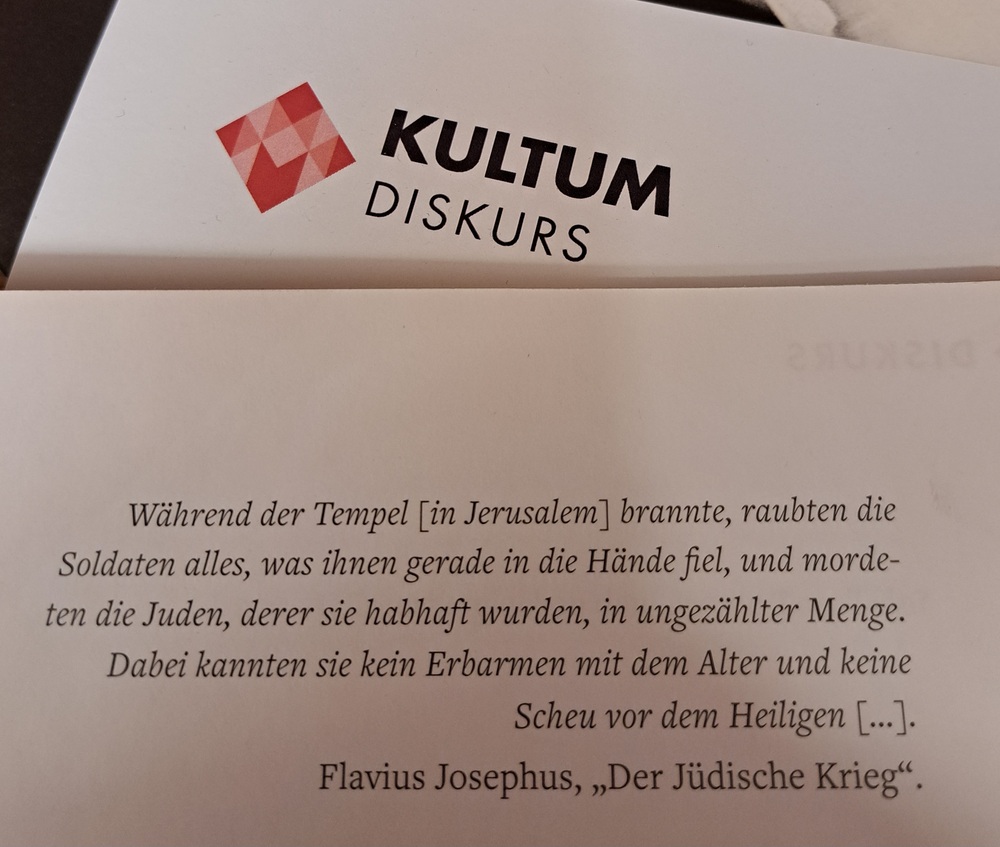 KULTUM
DISKURS
DISKURS
Während der Tempel [in Jerusalem] brannte, raubten die
Soldaten alles, was ihnen gerade in die Hände fiel, und morde-
ten die Juden, derer sie habhaft wurden, in ungezählter Menge.
Dabei kannten sie kein Erbarmen mit dem Alter und keine
Scheu vor dem Heiligen [...].
Flavius Josephus, „Der Jüdische Krieg“.